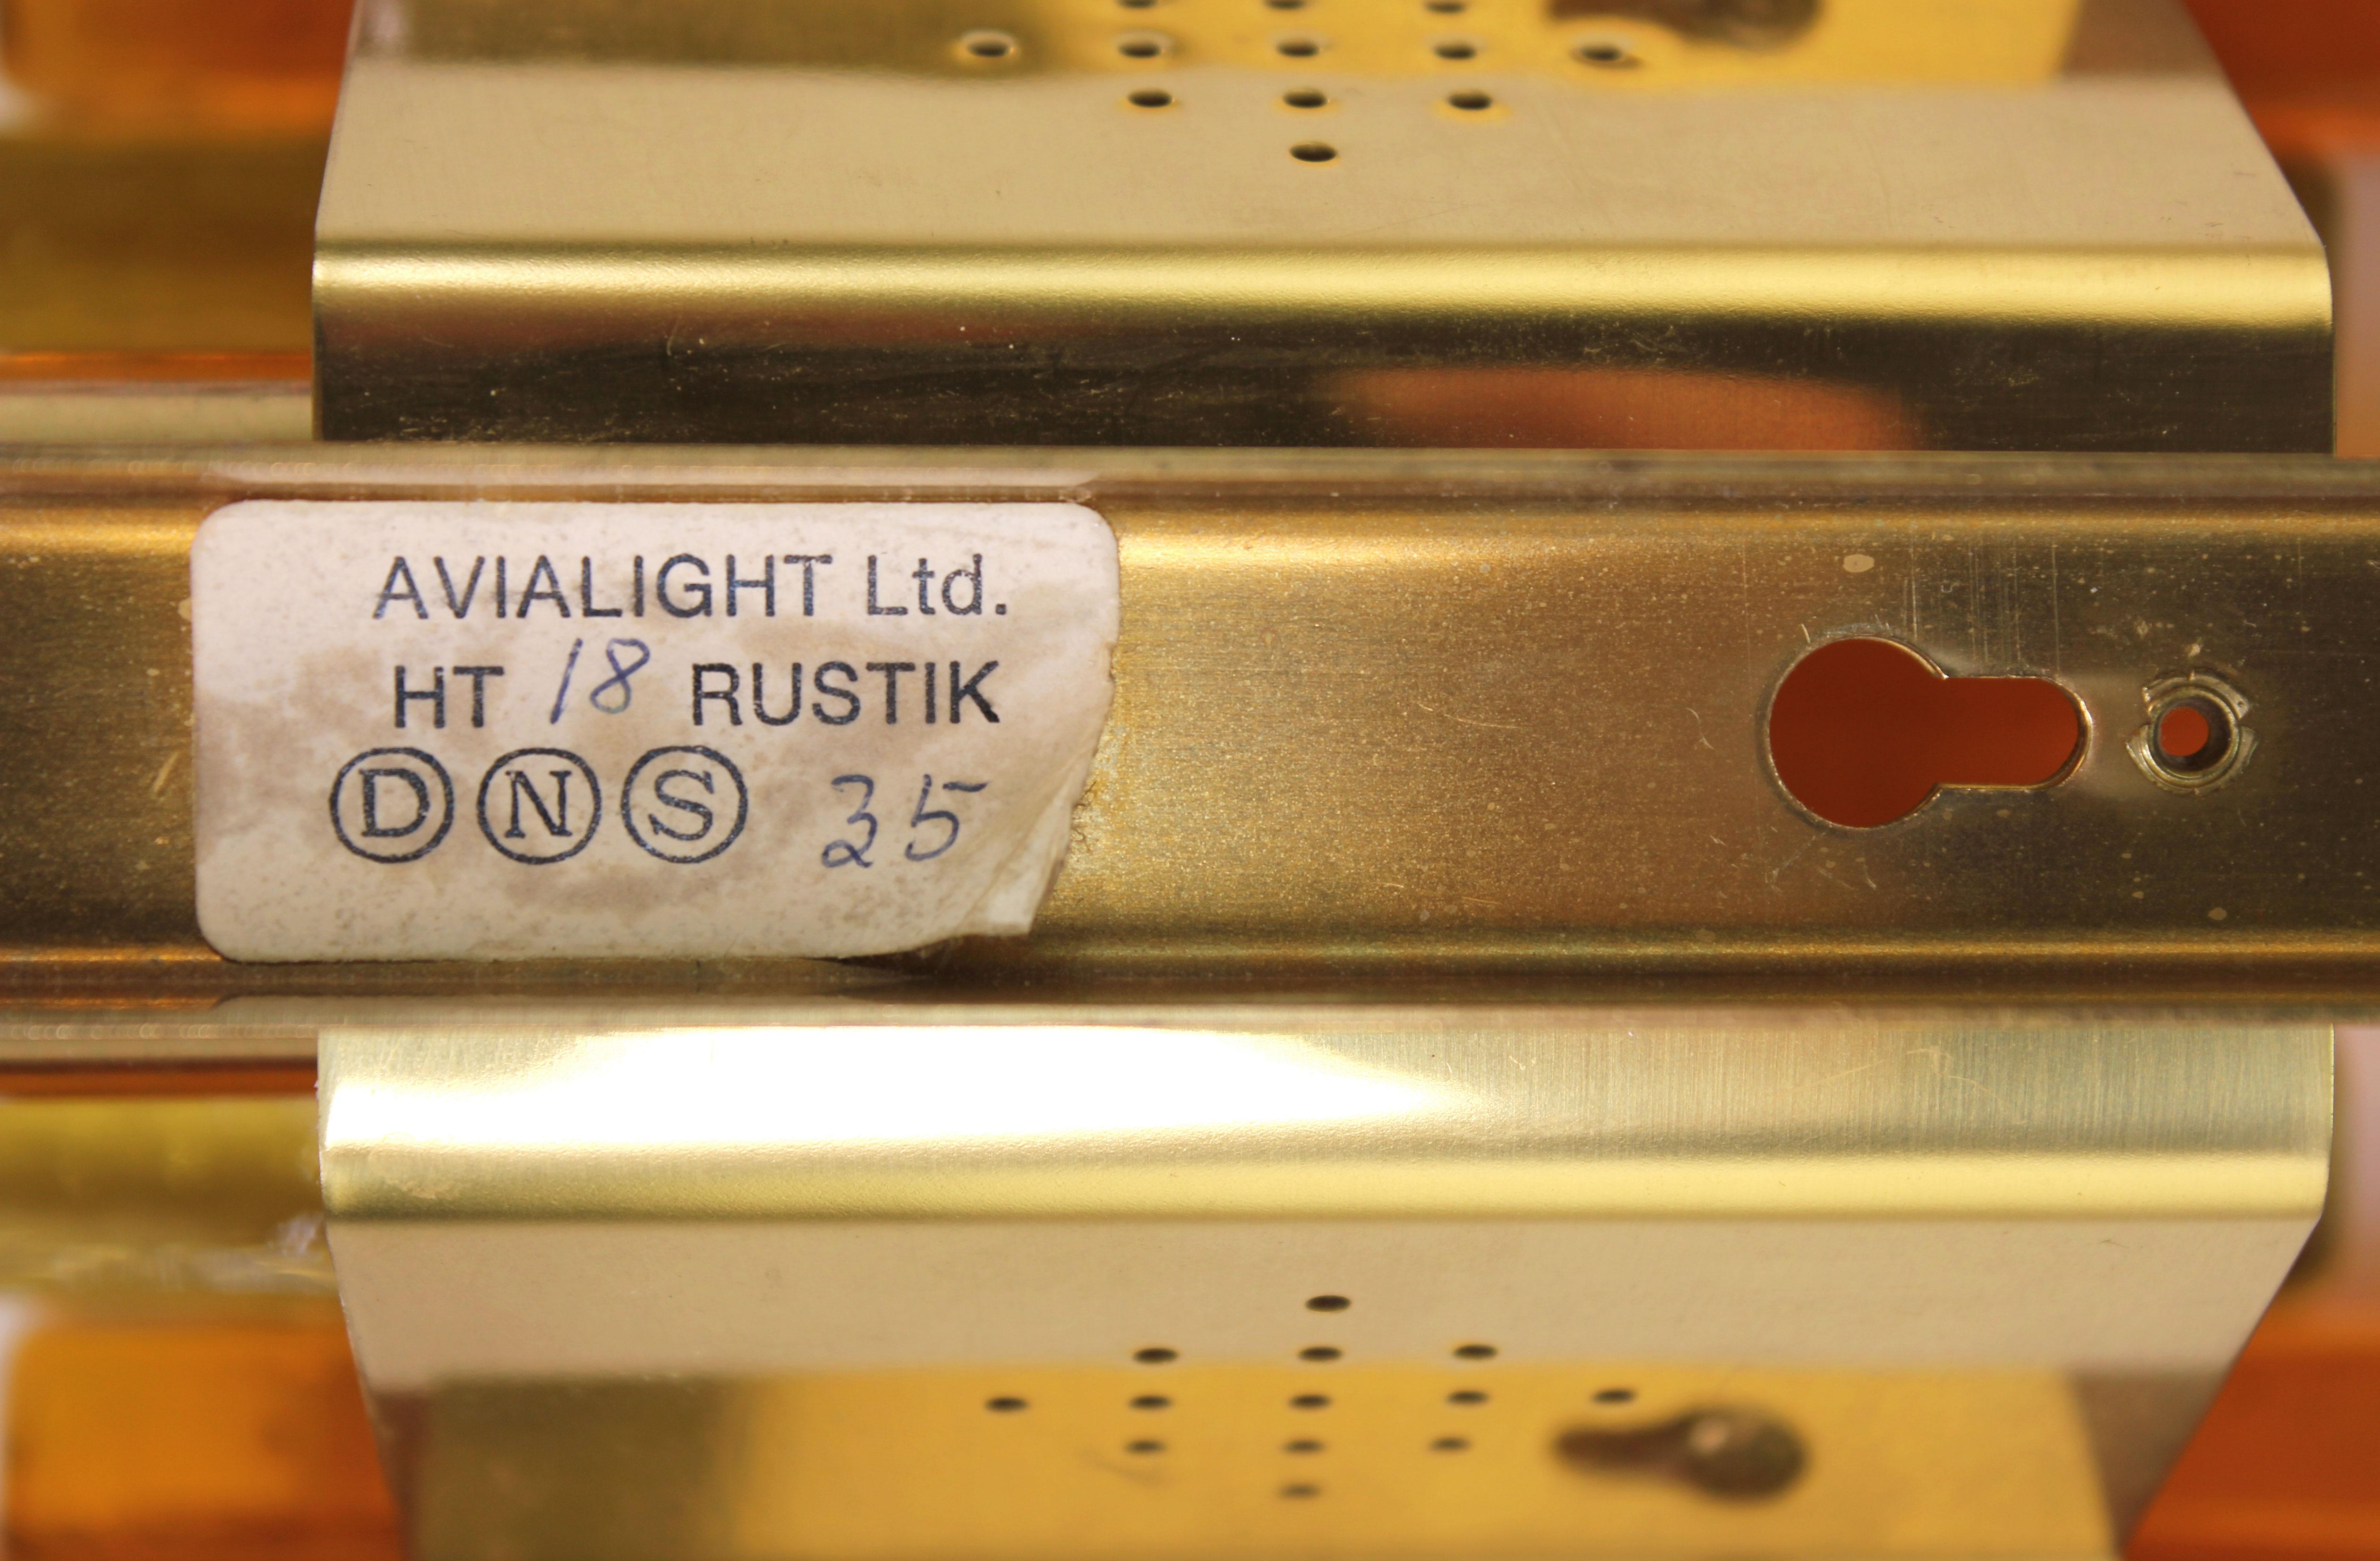 AVIALIGHT Ltd.
HT 18 RUSTIK
D N S 35